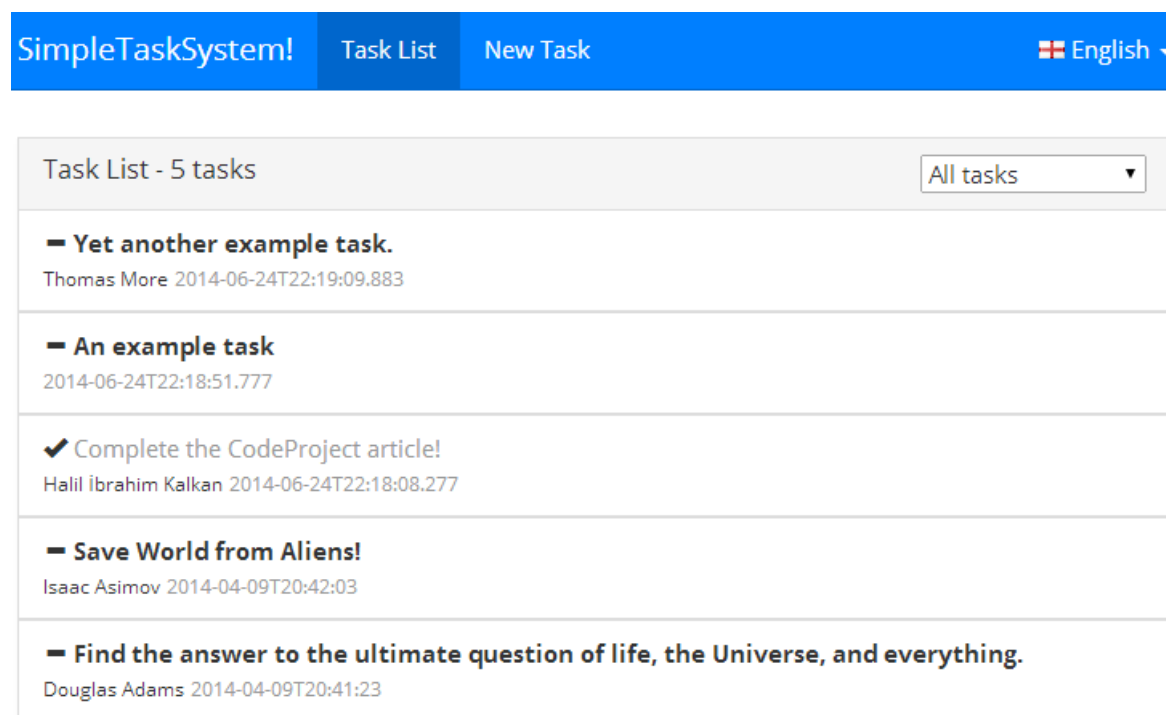 SimpleTaskSystem! Task List New Task English
Task List - 5 tasks All tasks
Yet another example task.
Thomas More 2014-06-24T22:19:09.883
An example task
2014-06-24T22:18:51.777
Complete the CodeProject article!
Halil İbrahim Kalkan 2014-06-24T22:18:08.277
Save World from Aliens!
Isaac Asimov 2014-04-09T20:42:03
Find the answer to the ultimate question of life, the Universe, and everything.
Douglas Adams 2014-04-09T20:41:23